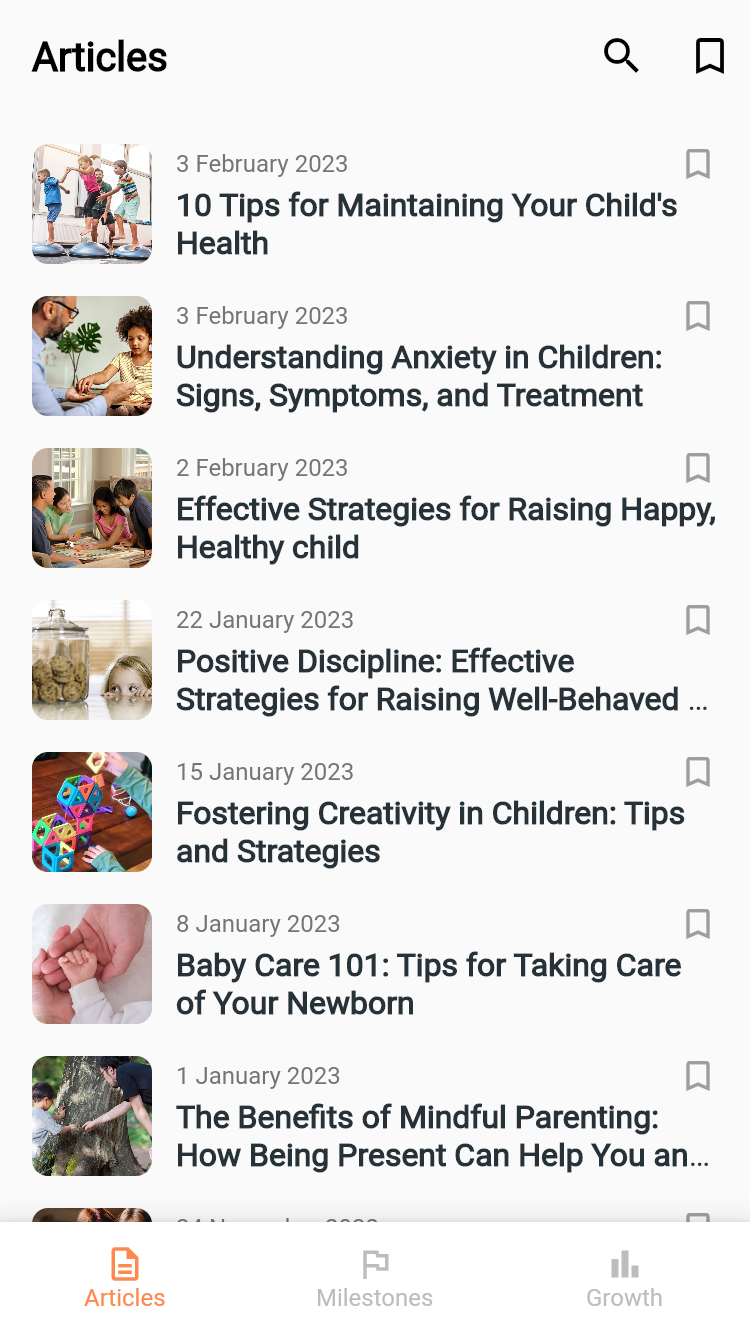 Articles
3 February 2023
10 Tips for Maintaining Your Child's
Health
3 February 2023
Understanding Anxiety in Children:
Signs, Symptoms, and Treatment
2 February 2023
Effective Strategies for Raising Happy,
Healthy child
22 January 2023
Positive Discipline: Effective
Strategies for Raising Well-Behaved ...
15 January 2023
Fostering Creativity in Children: Tips
and Strategies
8 January 2023
Baby Care 101: Tips for Taking Care
of Your Newborn
1 January 2023
The Benefits of Mindful Parenting:
How Being Present Can Help You an...
Articles
Milestones
Growth